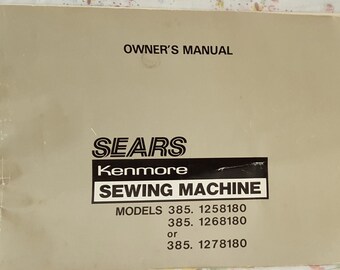 OWNER'S MANUAL
SEARS
Kenmore
SEWING MACHINE
MODELS 385. 1258180
385. 1268180
or
385. 1278180